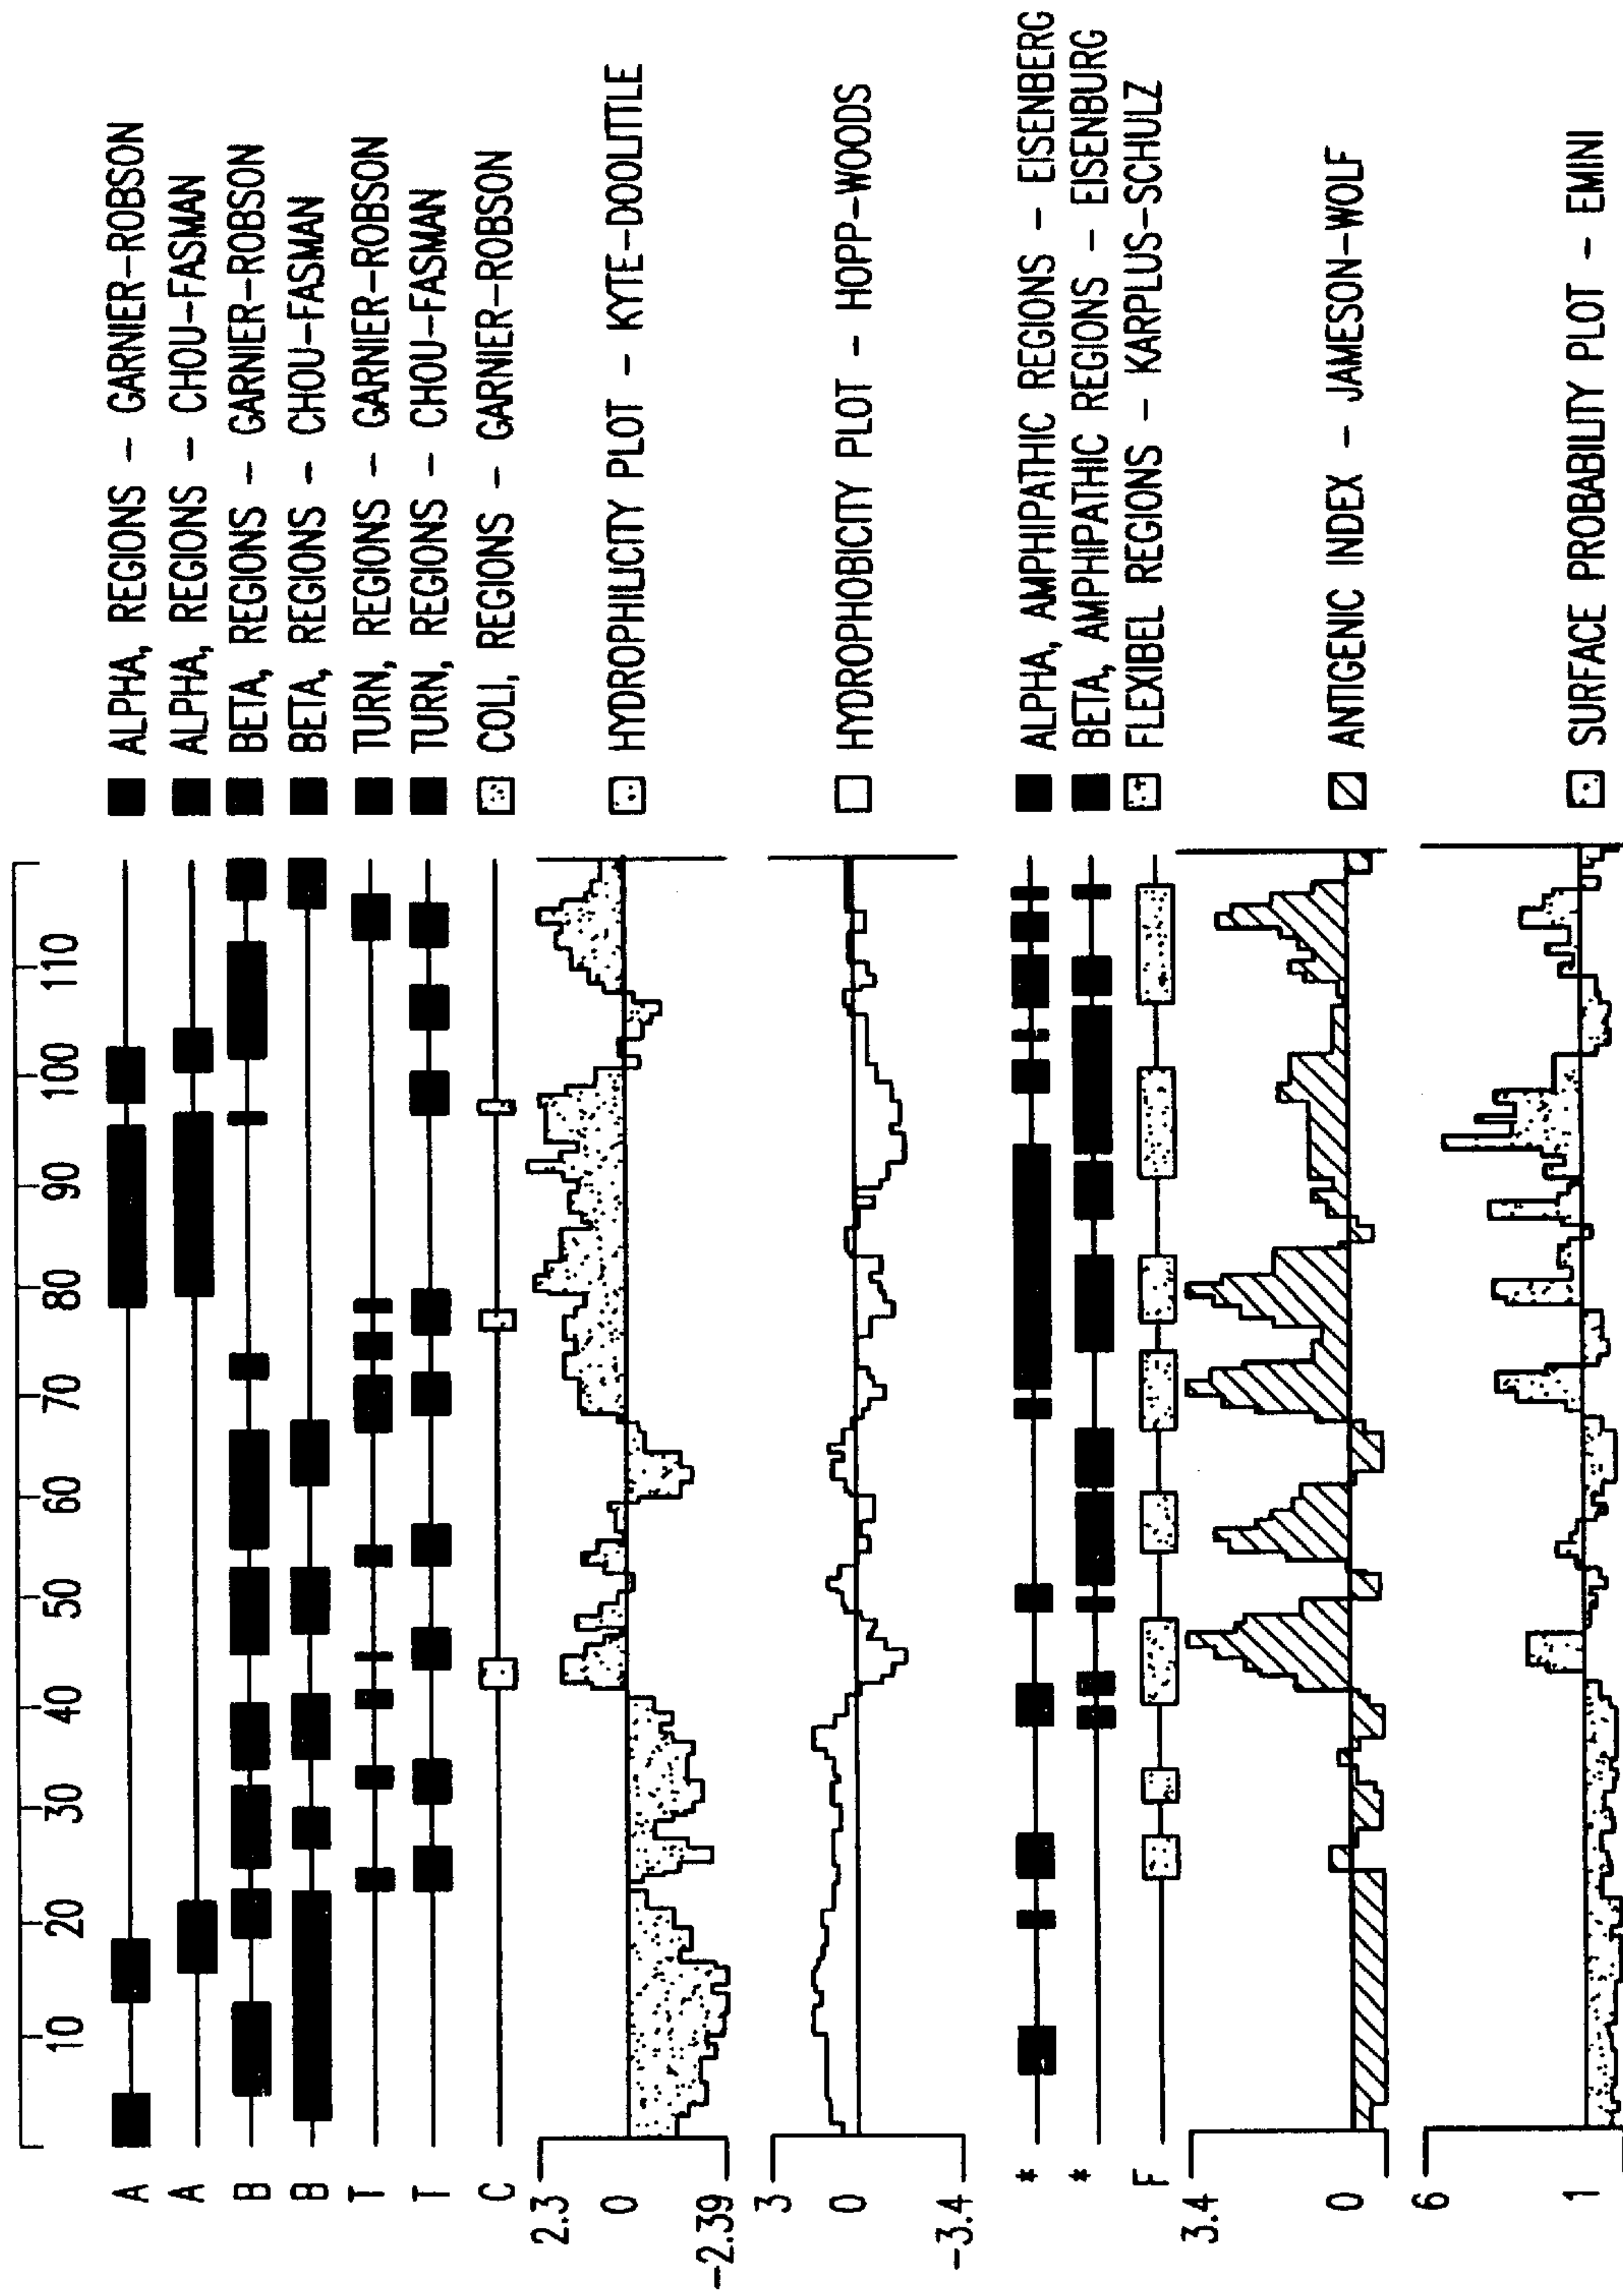 10 20 30 40 50 60 70 80 90 100 110
A ALPHA, REGIONS – GARNIER–ROBSON
A ALPHA, REGIONS – CHOU–FASMAN
B BETA, REGIONS – GARNIER–ROBSON
B BETA, REGIONS – CHOU–FASMAN
T TURN, REGIONS – GARNIER–ROBSON
T TURN, REGIONS – CHOU–FASMAN
C COLI, REGIONS – GARNIER–ROBSON
2.3
0 HYDROPHILICITY PLOT – KYTE–DOOLITTLE
-2.39
3
0 HYDROPHOBICITY PLOT – HOPP–WOODS
-3.4
* ALPHA, AMPHIPATHIC REGIONS – EISENBERG
* BETA, AMPHIPATHIC REGIONS – EISENBURG
F FLEXIBEL REGIONS – KARPLUS–SCHULZ
3.4
0 ANTIGENIC INDEX – JAMESON–WOLF
6
1 SURFACE PROBABILITY PLOT – EMINI